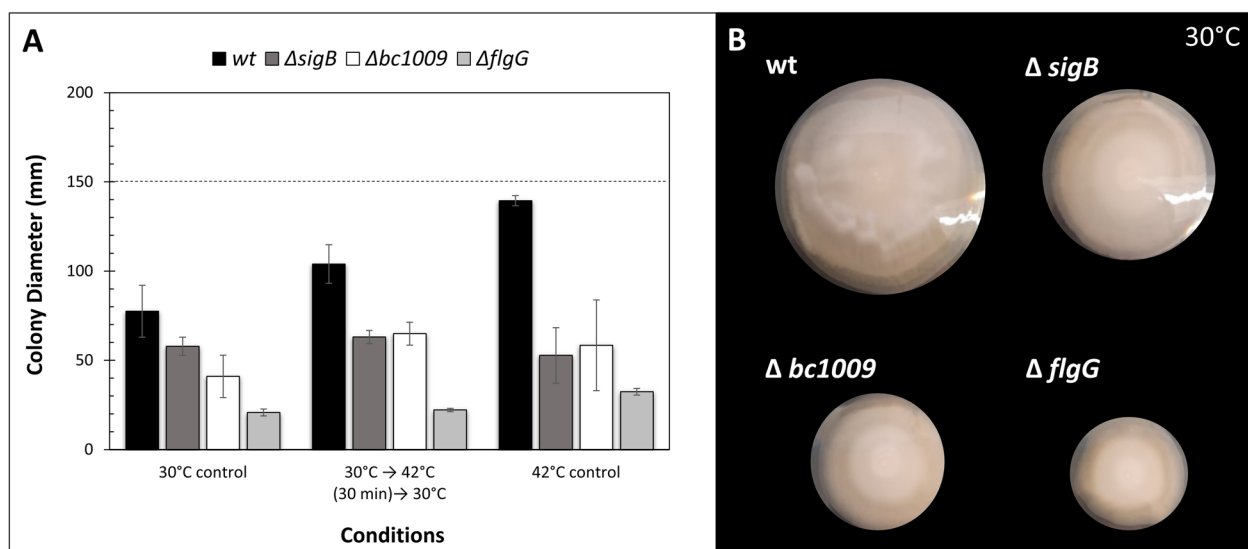 A
wt ΔsigB Δbc1009 ΔflgG
200
150
100
50
0
Colony Diameter (mm)
30°C control
30°C → 42°C
(30 min)→ 30°C
42°C control
Conditions
B
30°C
wt
Δ sigB
Δ bc1009
Δ flgG